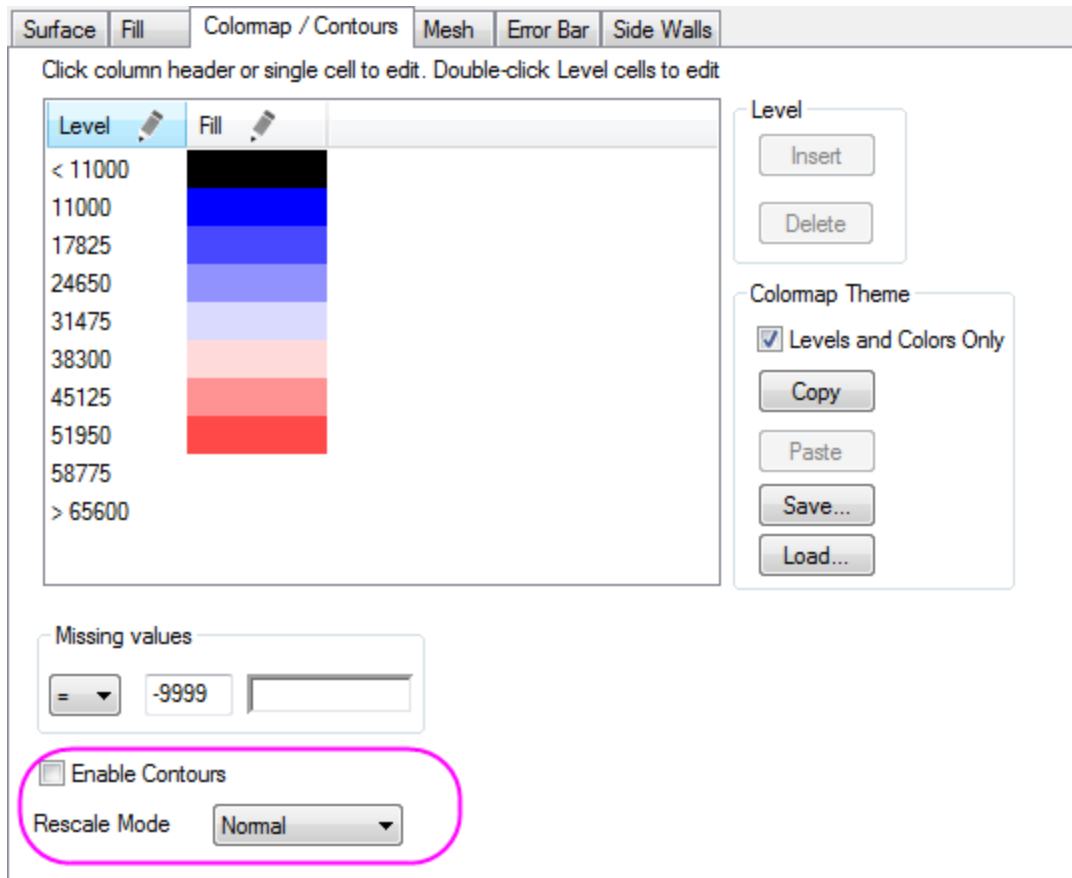 Surface Fill Colormap / Contours Mesh Error Bar Side Walls
Click column header or single cell to edit. Double-click Level cells to edit
Level Fill
< 11000
11000
17825
24650
31475
38300
45125
51950
58775
> 65600
Level
Insert
Delete
Colormap Theme
Levels and Colors Only
Copy
Paste
Save...
Load...
Missing values
= -9999
Enable Contours
Rescale Mode Normal